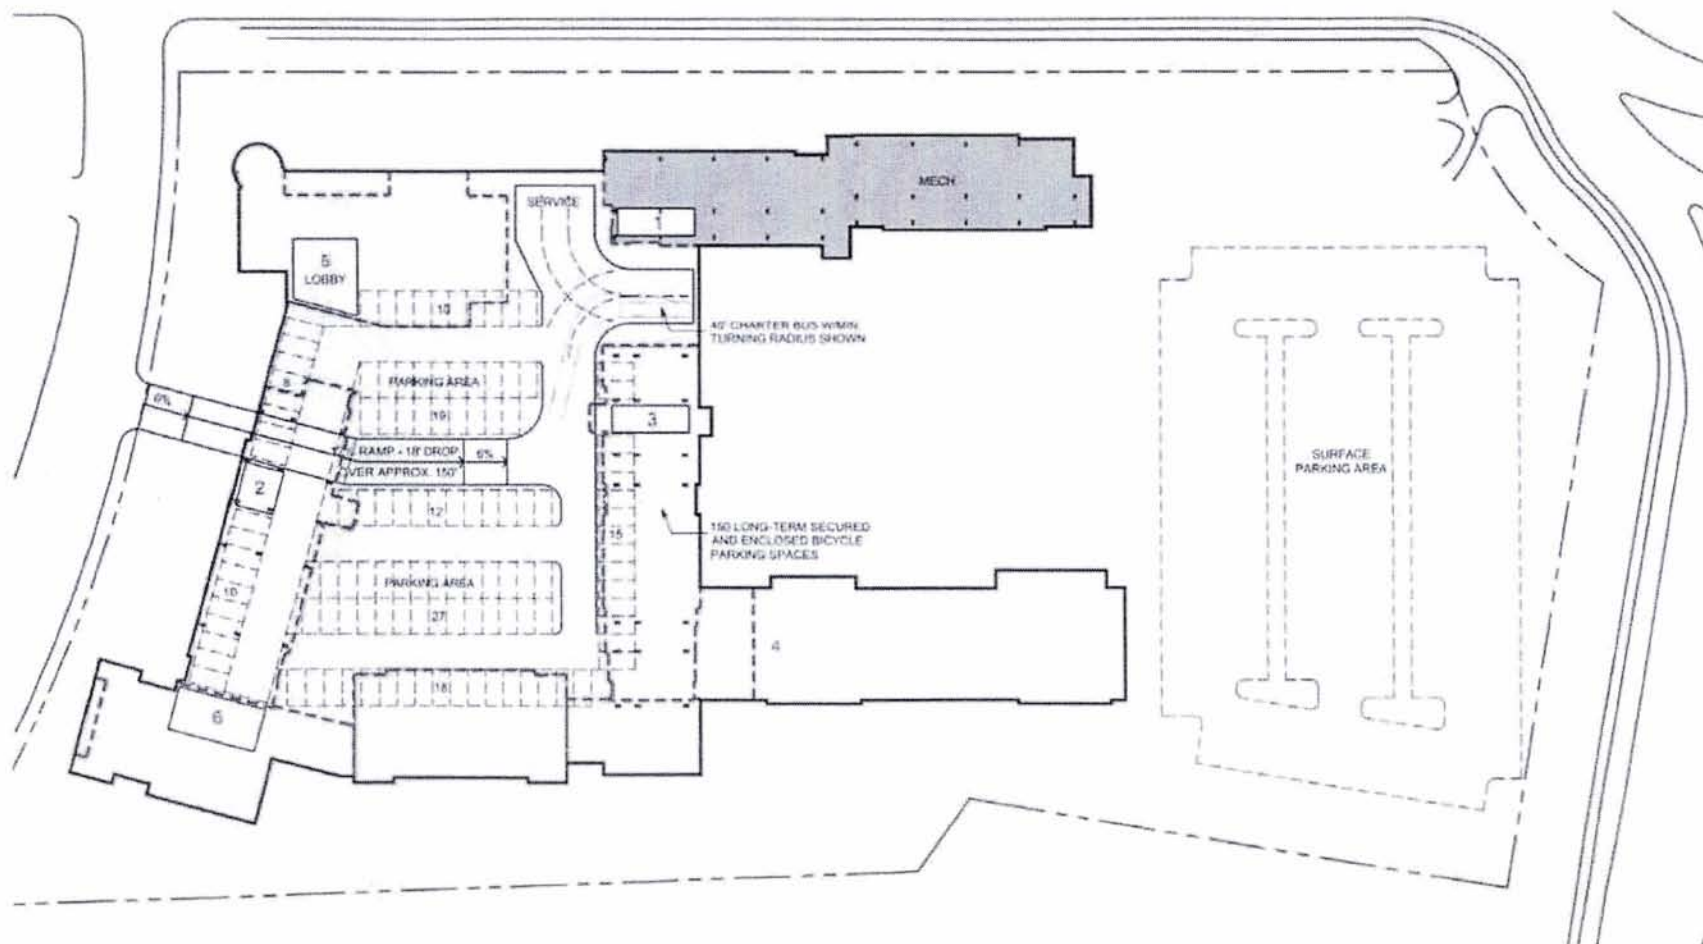 MECH
SERVICE
1
5
LOBBY
10
40' CHARTER BUS W/MIN.
TURNING RADIUS SHOWN
8
PARKING AREA
19
6%
3
RAMP - 18' DROP
6%
OVER APPROX. 150'
SURFACE
PARKING AREA
2
12
15
150 LONG-TERM SECURED
AND ENCLOSED BICYCLE
PARKING SPACES
PARKING AREA
10
27
4
18
6